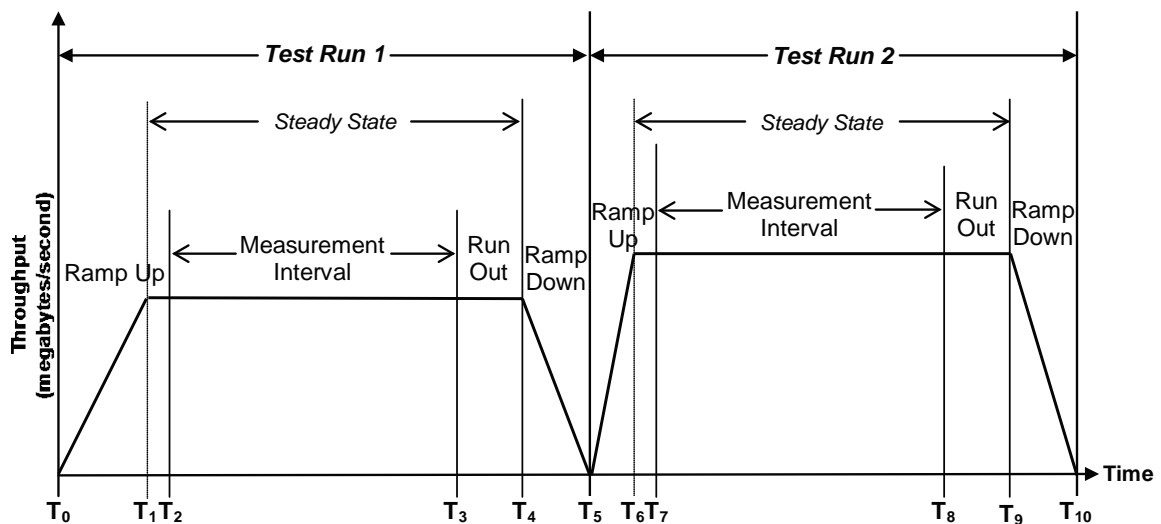 Test Run 1
Test Run 2
Steady State
Steady State
Measurement
Interval
Run
Out
Ramp
Up
Ramp
Down
Measurement
Interval
Run
Out
Ramp Up
Ramp
Down
Throughput
(megabytes/second)
Time
T0
T1
T2
T3
T4
T5
T6
T7
T8
T9
T10